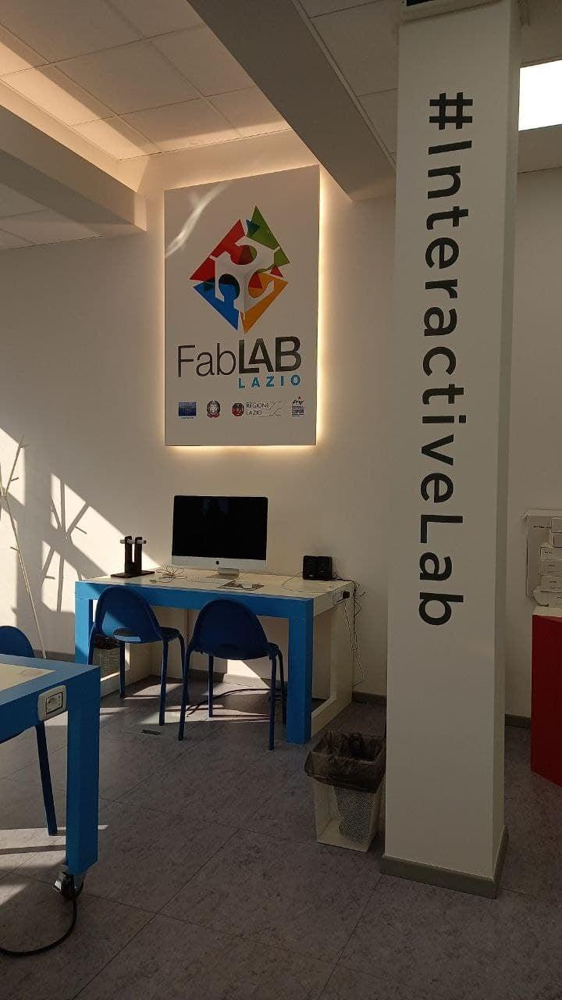 FabLAB
LAZIO
REGIONE
LAZIO
#InteractiveLab